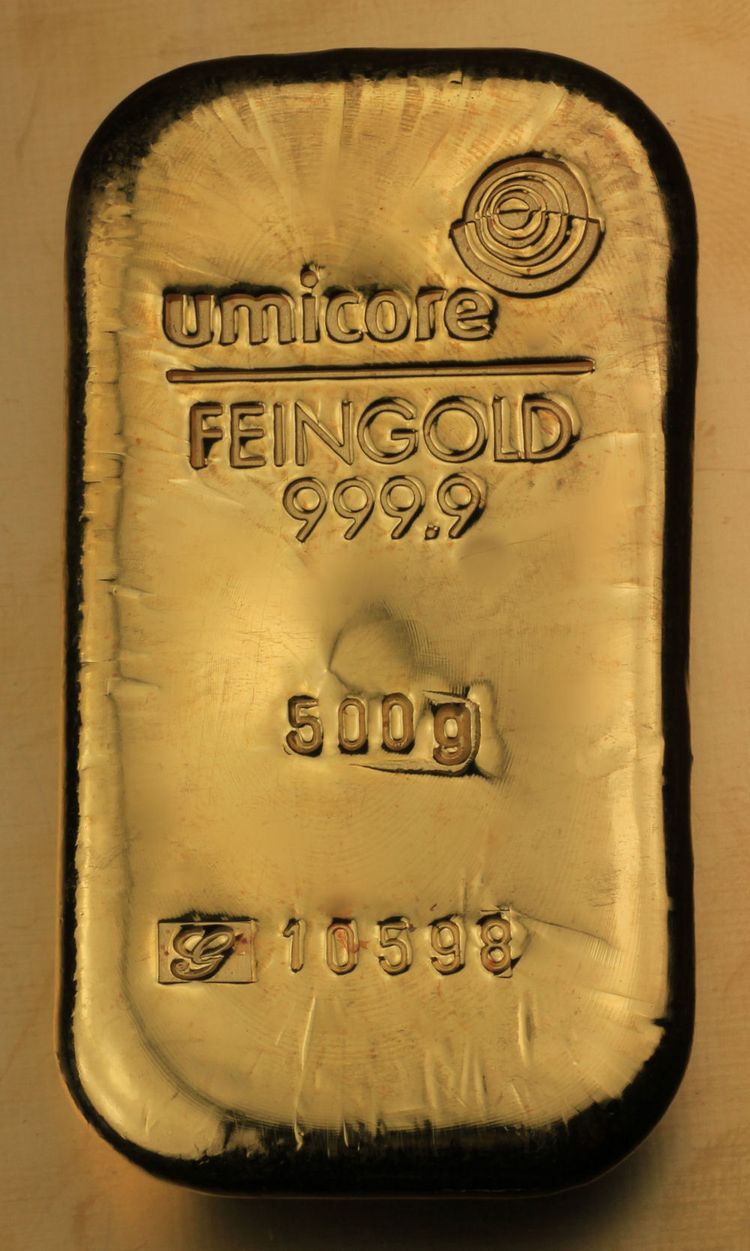 umicore
FEINGOLD
999.9
500g
G 10598